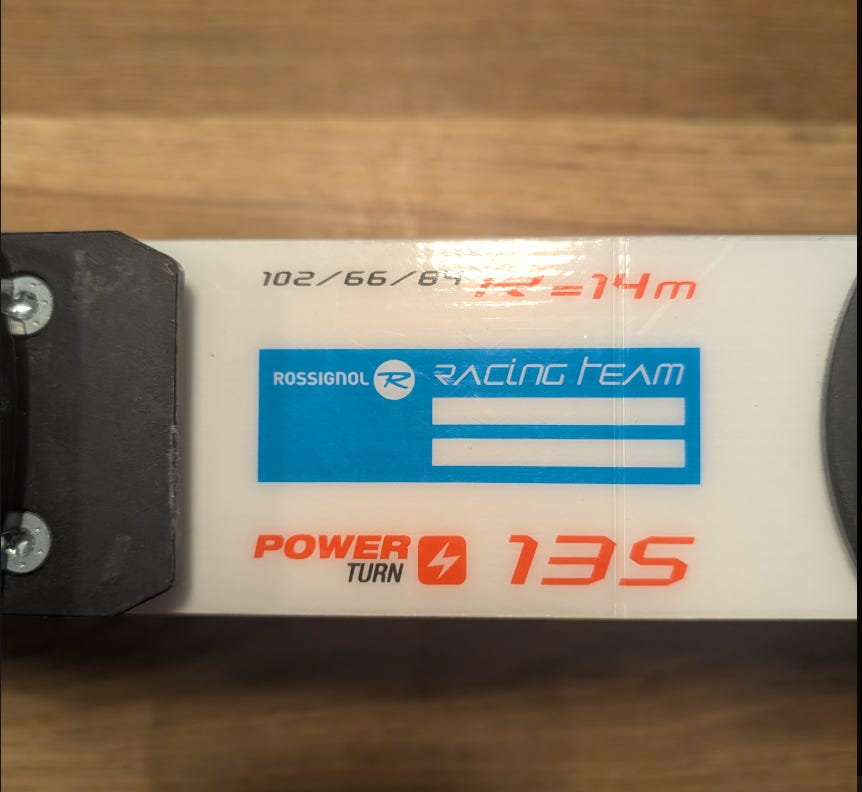 102/66/84 R=14m
ROSSIGNOL R RACING TEAM
POWER TURN 135